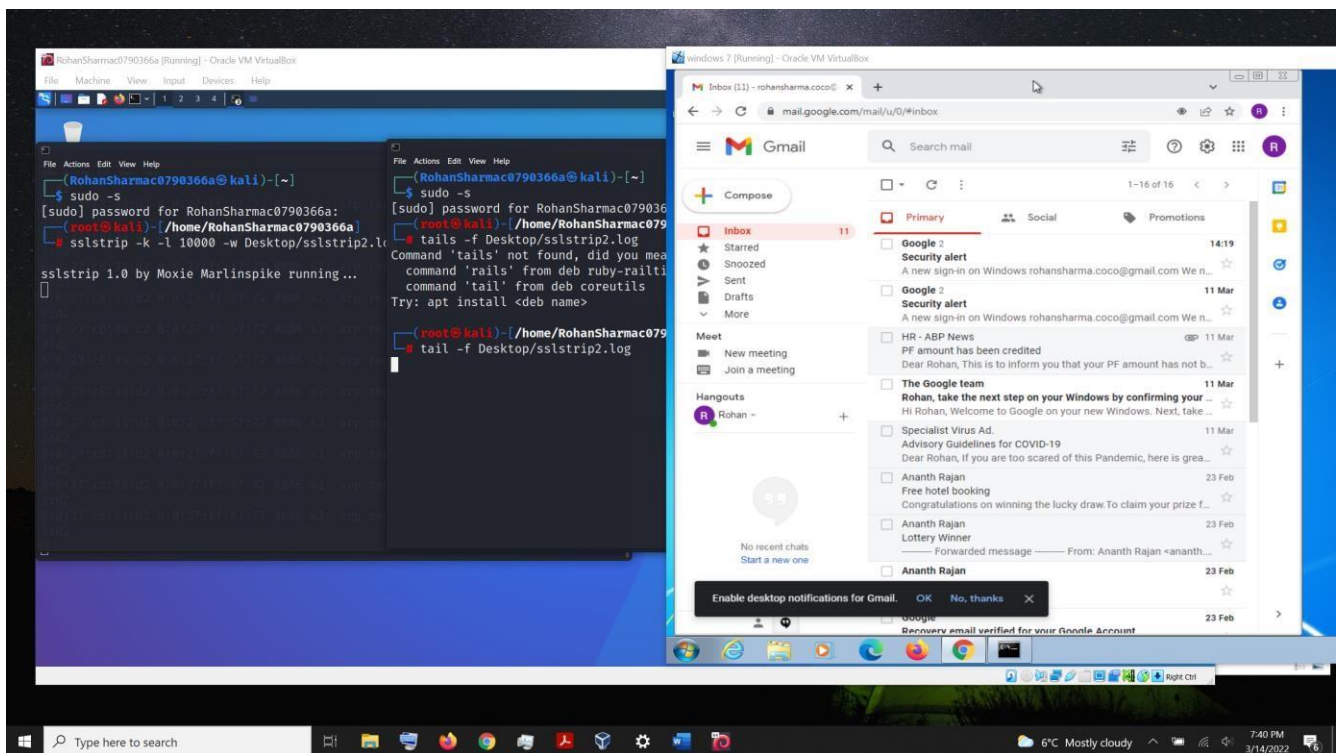 RohanSharmac0790366a [Running] - Oracle VM VirtualBox
File Machine View Input Devices Help
1 2 3 4
File Actions Edit View Help
(RohanSharmac0790366a㉿kali)-[~]
$ sudo -s
[sudo] password for RohanSharmac0790366a:
(root㉿kali)-[/home/RohanSharmac0790366a]
# sslstrip -k -l 10000 -w Desktop/sslstrip2.lo
sslstrip 1.0 by Moxie Marlinspike running...
File Actions Edit View Help
(RohanSharmac0790366a㉿kali)-[~]
$ sudo -s
[sudo] password for RohanSharmac079036
(root㉿kali)-[/home/RohanSharmac079
# tails -f Desktop/sslstrip2.log
Command 'tails' not found, did you mea
command 'rails' from deb ruby-railti
command 'tail' from deb coreutils
Try: apt install <deb name>
(root㉿kali)-[/home/RohanSharmac079
# tail -f Desktop/sslstrip2.log
windows 7 [Running] - Oracle VM VirtualBox
Inbox (11) - rohansharma.coco@
mail.google.com/mail/u/0/#inbox
R
Gmail
Search mail
R
Compose
1–16 of 16
Inbox 11
Starred
Snoozed
Sent
Drafts
More
Meet
New meeting
Join a meeting
Hangouts
R Rohan
No recent chats
Start a new one
Primary Social Promotions
Google 2 14:19
Security alert
A new sign-in on Windows rohansharma.coco@gmail.com We n...
Google 2 11 Mar
Security alert
A new sign-in on Windows rohansharma.coco@gmail.com We n...
HR - ABP News 11 Mar
PF amount has been credited
Dear Rohan, This is to inform you that your PF amount has not b...
The Google team 11 Mar
Rohan, take the next step on your Windows by confirming your ...
Hi Rohan, Welcome to Google on your new Windows. Next, take ...
Specialist Virus Ad. 11 Mar
Advisory Guidelines for COVID-19
Dear Rohan, If you are too scared of this Pandemic, here is grea...
Ananth Rajan 23 Feb
Free hotel booking
Congratulations on winning the lucky draw.To claim your prize f...
Ananth Rajan 23 Feb
Lottery Winner
---------- Forwarded message ---------- From: Ananth Rajan <ananth....
Ananth Rajan 23 Feb
Enable desktop notifications for Gmail. OK No, thanks
Google 23 Feb
Recovery email verified for your Google Account
Right Ctrl
Type here to search
6°C Mostly cloudy
7:40 PM
3/14/2022
6